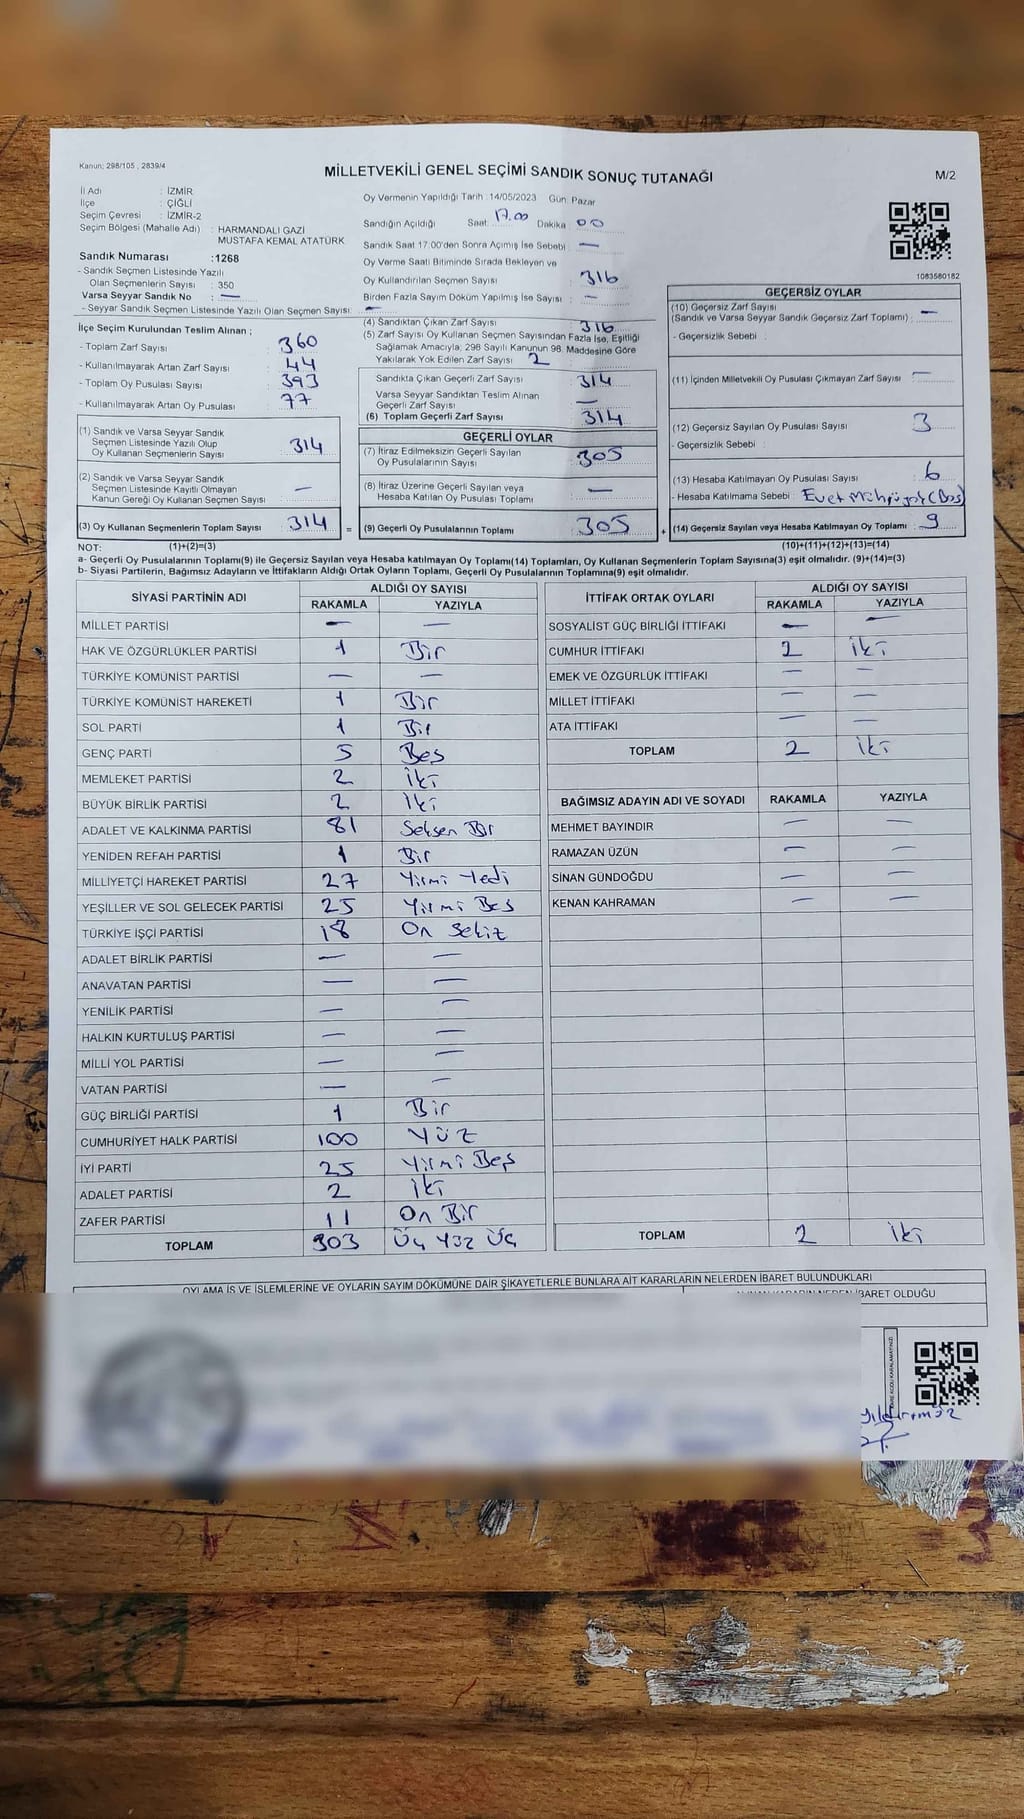 Kanun; 298/105 , 2839/4
MİLLETVEKİLİ GENEL SEÇİMİ SANDIK SONUÇ TUTANAĞI
M/2
İl Adı : İZMİR
İlçe : ÇİĞLİ
Seçim Çevresi : İZMİR-2
Seçim Bölgesi (Mahalle Adı) : HARMANDALI GAZİ
MUSTAFA KEMAL ATATÜRK
Sandık Numarası :1268
- Sandık Seçmen Listesinde Yazılı
Olan Seçmenlerin Sayısı : 350
Varsa Seyyar Sandık No : —
- Seyyar Sandık Seçmen Listesinde Yazılı Olan Seçmen Sayısı: —
Oy Vermenin Yapıldığı Tarih :14/05/2023 Gün: Pazar
Sandığın Açıldığı Saat: 17.00 Dakika : 00
Sandık Saat 17:00'den Sonra Açılmış İse Sebebi : —
Oy Verme Saati Bitiminde Sırada Bekleyen ve
Oy Kullandırılan Seçmen Sayısı : 316
Birden Fazla Sayım Döküm Yapılmış İse Sayısı : —
1083580182
İlçe Seçim Kurulundan Teslim Alınan ;
- Toplam Zarf Sayısı : 360
- Kullanılmayarak Artan Zarf Sayısı : 44
- Toplam Oy Pusulası Sayısı : 393
- Kullanılmayarak Artan Oy Pusulası : 77
(4) Sandıktan Çıkan Zarf Sayısı : 316
(5) Zarf Sayısı Oy Kullanan Seçmen Sayısından Fazla İse, Eşitliği
Sağlamak Amacıyla; 298 Sayılı Kanunun 98. Maddesine Göre
Yakılarak Yok Edilen Zarf Sayısı : 2
Sandıkta Çıkan Geçerli Zarf Sayısı : 314
Varsa Seyyar Sandıktan Teslim Alınan
Geçerli Zarf Sayısı : —
(6) Toplam Geçerli Zarf Sayısı : 314
GEÇERSİZ OYLAR
(10) Geçersiz Zarf Sayısı
(Sandık ve Varsa Seyyar Sandık Geçersiz Zarf Toplamı) : —
- Geçersizlik Sebebi :
(11) İçinden Milletvekili Oy Pusulası Çıkmayan Zarf Sayısı : —
(12) Geçersiz Sayılan Oy Pusulası Sayısı : 3
- Geçersizlik Sebebi :
(13) Hesaba Katılmayan Oy Pusulası Sayısı : 6
- Hesaba Katılmama Sebebi : Evet (Boş)
(14) Geçersiz Sayılan veya Hesaba Katılmayan Oy Toplamı : 9
(10)+(11)+(12)+(13)=(14)
(1) Sandık ve Varsa Seyyar Sandık
Seçmen Listesinde Yazılı Olup
Oy Kullanan Seçmenlerin Sayısı : 314
(2) Sandık ve Varsa Seyyar Sandık
Seçmen Listesinde Kayıtlı Olmayan
Kanun Gereği Oy Kullanan Seçmen Sayısı : —
(3) Oy Kullanan Seçmenlerin Toplam Sayısı : 314 =
GEÇERLİ OYLAR
(7) İtiraz Edilmeksizin Geçerli Sayılan
Oy Pusulalarının Sayısı : 305
(8) İtiraz Üzerine Geçerli Sayılan veya
Hesaba Katılan Oy Pusulası Toplamı : —
(9) Geçerli Oy Pusulalarının Toplamı : 305 +
NOT: (1)+(2)=(3)
a- Geçerli Oy Pusulalarının Toplamı(9) ile Geçersiz Sayılan veya Hesaba katılmayan Oy Toplamı(14) Toplamları, Oy Kullanan Seçmenlerin Toplam Sayısına(3) eşit olmalıdır. (9)+(14)=(3)
b- Siyasi Partilerin, Bağımsız Adayların ve İttifakların Aldığı Ortak Oyların Toplamı, Geçerli Oy Pusulalarının Toplamına(9) eşit olmalıdır.
SİYASİ PARTİNİN ADI ALDIĞI OY SAYISI
RAKAMLA YAZIYLA
MİLLET PARTİSİ — —
HAK VE ÖZGÜRLÜKLER PARTİSİ 1 Bir
TÜRKİYE KOMÜNİST PARTİSİ — —
TÜRKİYE KOMÜNİST HAREKETİ 1 Bir
SOL PARTİ 1 Bir
GENÇ PARTİ 5 Beş
MEMLEKET PARTİSİ 2 İki
BÜYÜK BİRLİK PARTİSİ 2 İki
ADALET VE KALKINMA PARTİSİ 81 Seksen Bir
YENİDEN REFAH PARTİSİ 1 Bir
MİLLİYETÇİ HAREKET PARTİSİ 27 Yirmi Yedi
YEŞİLLER VE SOL GELECEK PARTİSİ 25 Yirmi Beş
TÜRKİYE İŞÇİ PARTİSİ 18 On Sekiz
ADALET BİRLİK PARTİSİ — —
ANAVATAN PARTİSİ — —
YENİLİK PARTİSİ — —
HALKIN KURTULUŞ PARTİSİ — —
MİLLİ YOL PARTİSİ — —
VATAN PARTİSİ — —
GÜÇ BİRLİĞİ PARTİSİ 1 Bir
CUMHURİYET HALK PARTİSİ 100 Yüz
İYİ PARTİ 25 Yirmi Beş
ADALET PARTİSİ 2 İki
ZAFER PARTİSİ 11 On Bir
TOPLAM 303 Üç Yüz Üç
İTTİFAK ORTAK OYLARI ALDIĞI OY SAYISI
RAKAMLA YAZIYLA
SOSYALİST GÜÇ BİRLİĞİ İTTİFAKI — —
CUMHUR İTTİFAKI 2 İki
EMEK VE ÖZGÜRLÜK İTTİFAKI — —
MİLLET İTTİFAKI — —
ATA İTTİFAKI — —
TOPLAM 2 İki
BAĞIMSIZ ADAYIN ADI VE SOYADI RAKAMLA YAZIYLA
MEHMET BAYINDIR — —
RAMAZAN ÜZÜN — —
SİNAN GÜNDOĞDU — —
KENAN KAHRAMAN — —
TOPLAM 2 İki
OYLAMA İŞ VE İŞLEMLERİNE VE OYLARIN SAYIM DÖKÜMÜNE DAİR ŞİKAYETLERLE BUNLARA AİT KARARLARIN NELERDEN İBARET BULUNDUKLARI
İBARET OLDUĞU